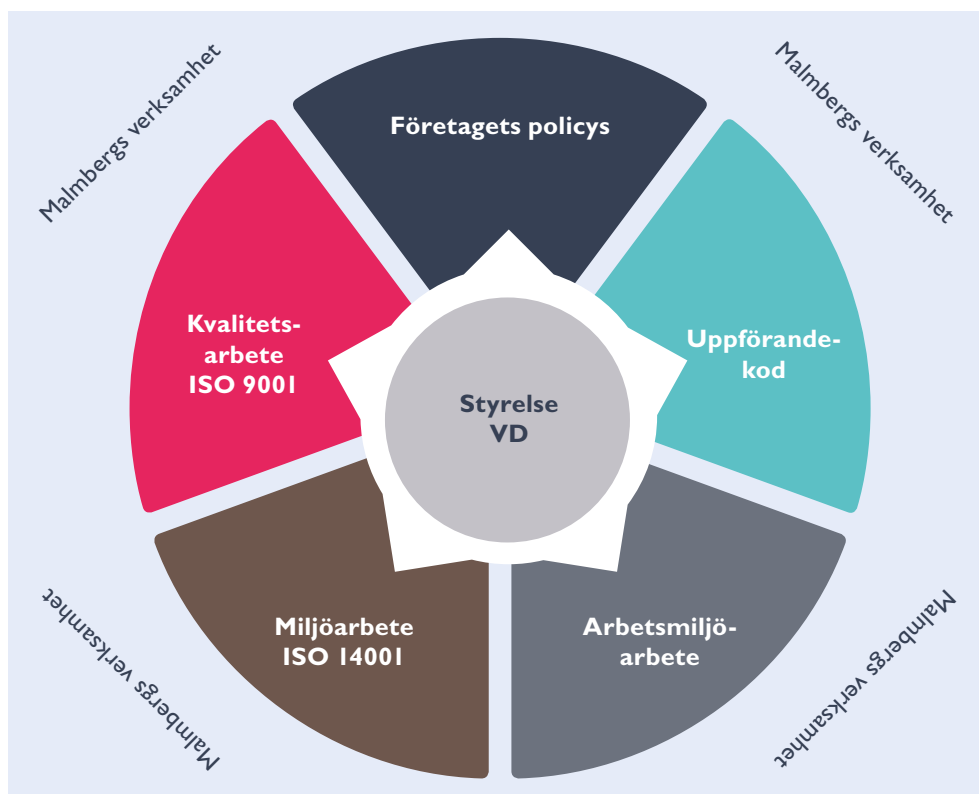 Malmbergs verksamhet
Malmbergs verksamhet
Företagets policys
Kvalitets-
arbete
ISO 9001
Uppförande-
kod
Styrelse
VD
Miljöarbete
ISO 14001
Arbetsmiljö-
arbete
Malmbergs verksamhet
Malmbergs verksamhet